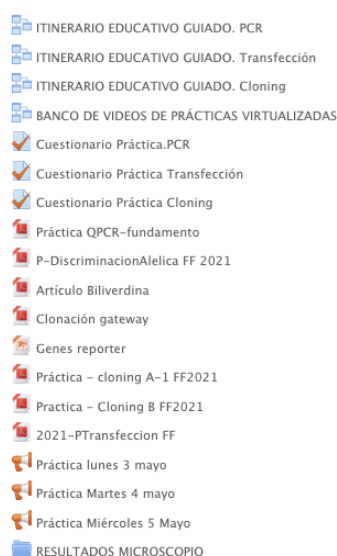 ITINERARIO EDUCATIVO GUIADO. PCR
ITINERARIO EDUCATIVO GUIADO. Transfección
ITINERARIO EDUCATIVO GUIADO. Cloning
BANCO DE VIDEOS DE PRÁCTICAS VIRTUALIZADAS
Cuestionario Práctica.PCR
Cuestionario Práctica Transfección
Cuestionario Práctica Cloning
Práctica QPCR-fundamento
P-DiscriminacionAlelica FF 2021
Artículo Biliverdina
Clonación gateway
Genes reporter
Práctica - cloning A-1 FF2021
Practica - Cloning B FF2021
2021-PTransfeccion FF
Práctica lunes 3 mayo
Práctica Martes 4 mayo
Práctica Miércoles 5 Mayo
RESULTADOS MICROSCOPIO